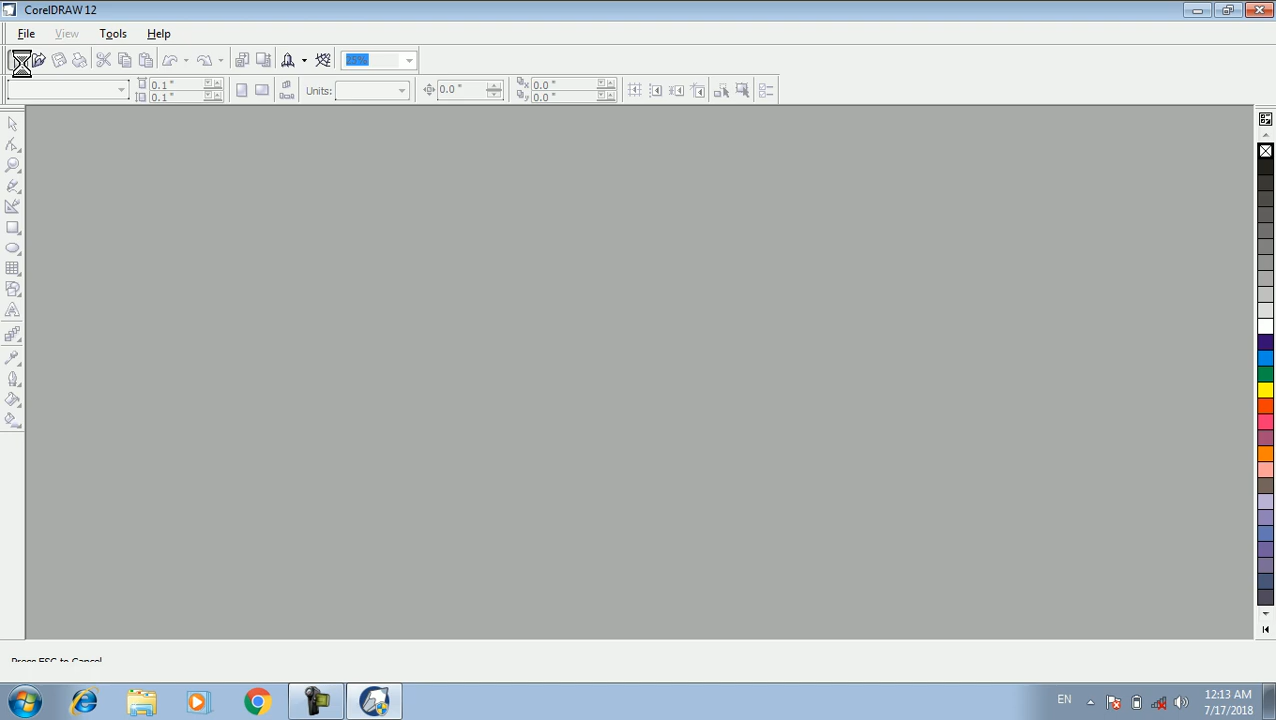 CorelDRAW 12
File View Tools Help
25%
0.1 "
0.1 "
Units:
0.0 "
0.0 "
0.0 "
Press ESC to Cancel
EN
12:13 AM
7/17/2018